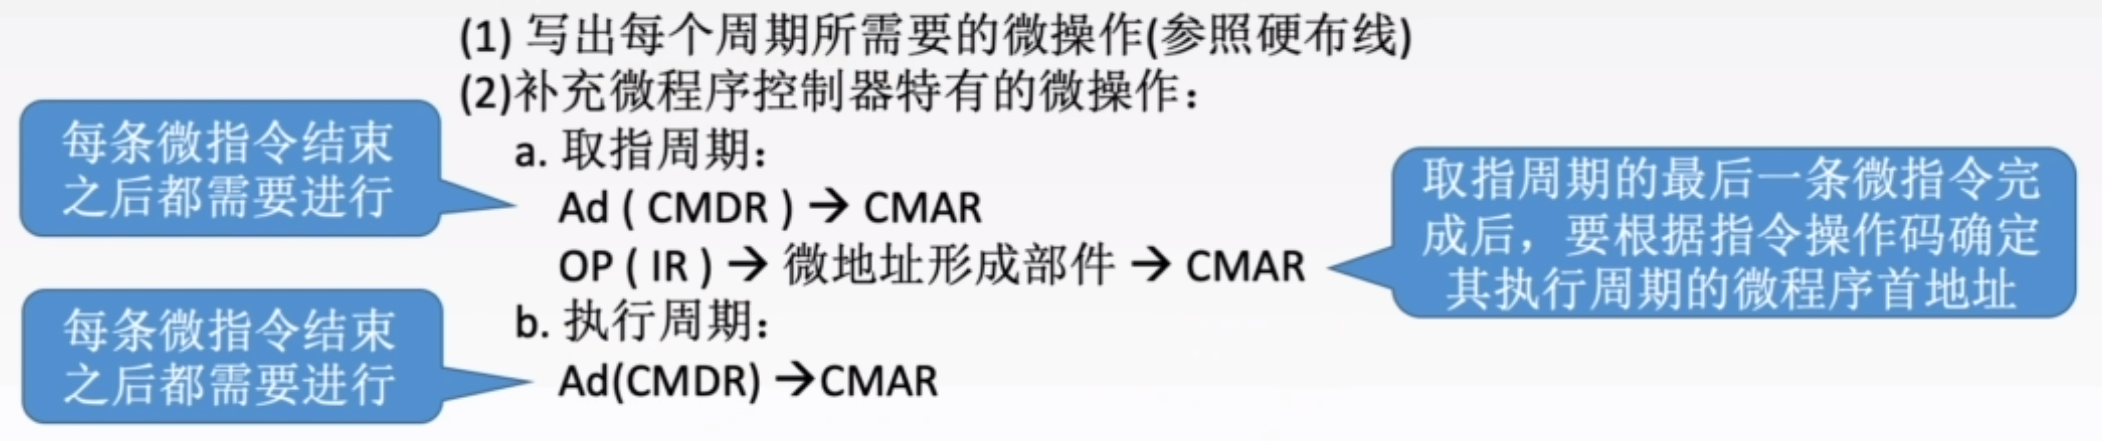 (1) 写出每个周期所需要的微操作(参照硬布线)
(2)补充微程序控制器特有的微操作：
每条微指令结束
之后都需要进行
a. 取指周期：
Ad ( CMDR ) → CMAR
OP ( IR ) → 微地址形成部件 → CMAR
取指周期的最后一条微指令完
成后，要根据指令操作码确定
其执行周期的微程序首地址
每条微指令结束
之后都需要进行
b. 执行周期：
Ad(CMDR) →CMAR